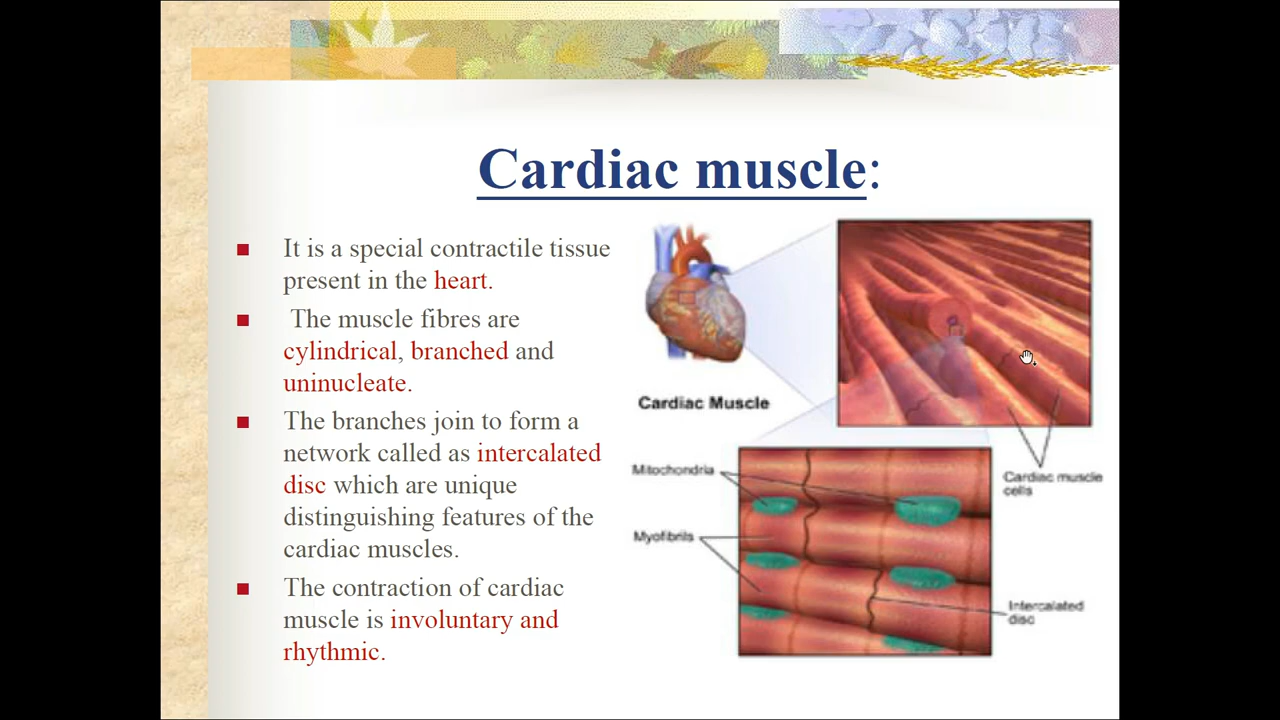 Cardiac muscle:
It is a special contractile tissue
present in the heart.
The muscle fibres are
cylindrical, branched and
uninucleate.
The branches join to form a
network called as intercalated
disc which are unique
distinguishing features of the
cardiac muscles.
The contraction of cardiac
muscle is involuntary and
rhythmic.
Cardiac Muscle
Cardiac muscle
cells
Mitochondria
Myofibrils
Intercalated
disc